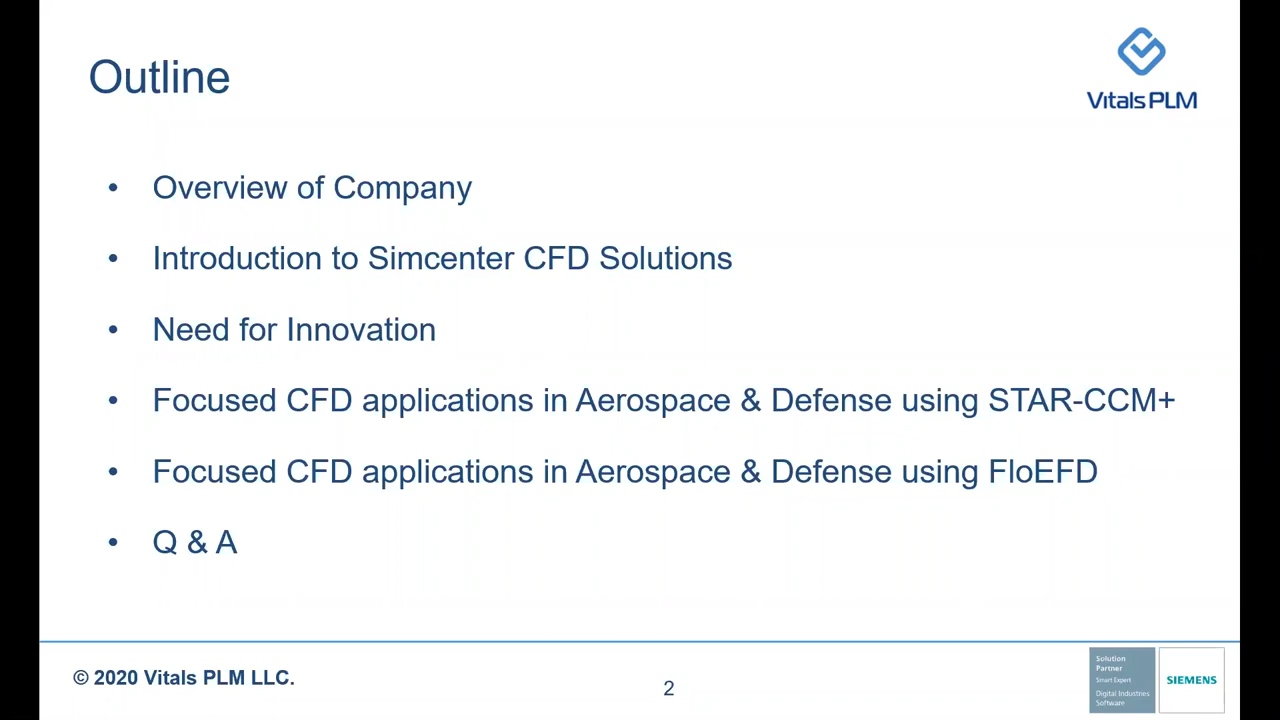 Outline
Vitals PLM
• Overview of Company
• Introduction to Simcenter CFD Solutions
• Need for Innovation
• Focused CFD applications in Aerospace & Defense using STAR-CCM+
• Focused CFD applications in Aerospace & Defense using FloEFD
• Q & A
© 2020 Vitals PLM LLC.
2
Solution
Partner
Smart Expert
Digital Industries
Software
SIEMENS